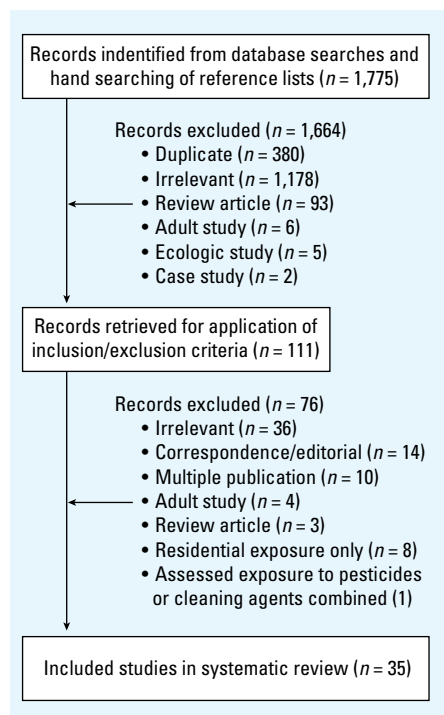 Records indentified from database searches and
hand searching of reference lists (n = 1,775)
Records excluded (n = 1,664)
• Duplicate (n = 380)
• Irrelevant (n = 1,178)
• Review article (n = 93)
• Adult study (n = 6)
• Ecologic study (n = 5)
• Case study (n = 2)
Records retrieved for application of
inclusion/exclusion criteria (n = 111)
Records excluded (n = 76)
• Irrelevant (n = 36)
• Correspondence/editorial (n = 14)
• Multiple publication (n = 10)
• Adult study (n = 4)
• Review article (n = 3)
• Residential exposure only (n = 8)
• Assessed exposure to pesticides
or cleaning agents combined (1)
Included studies in systematic review (n = 35)